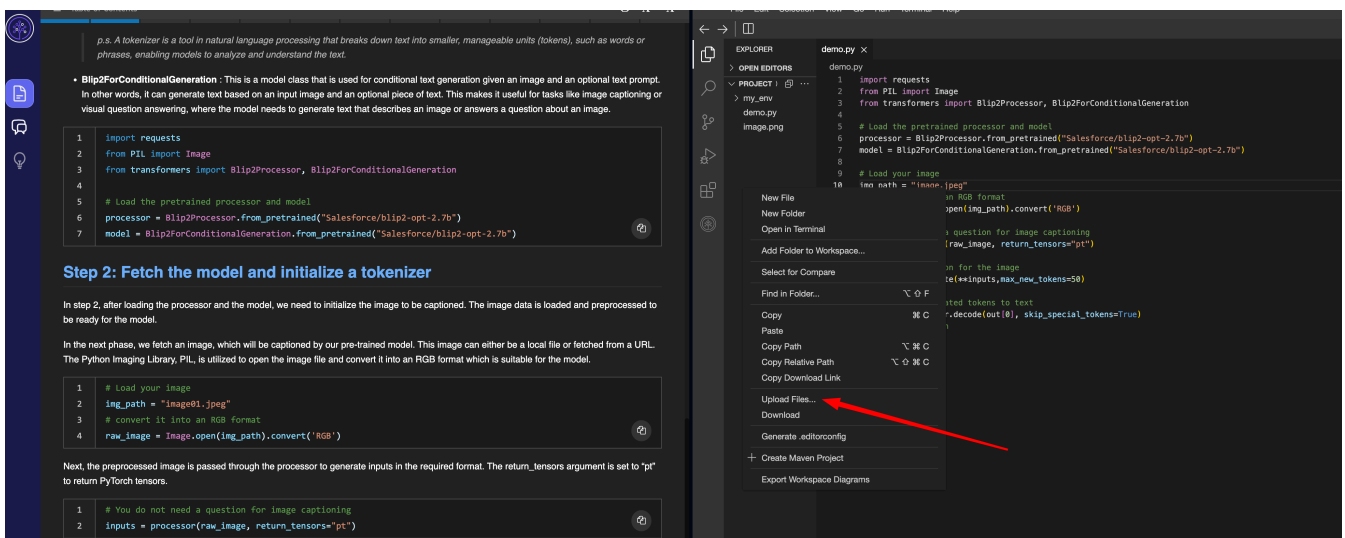 p.s. A tokenizer is a tool in natural language processing that breaks down text into smaller, manageable units (tokens), such as words or
phrases, enabling models to analyze and understand the text.
• Blip2ForConditionalGeneration : This is a model class that is used for conditional text generation given an image and an optional text prompt.
In other words, it can generate text based on an input image and an optional piece of text. This makes it useful for tasks like image captioning or
visual question answering, where the model needs to generate text that describes an image or answers a question about an image.
1 import requests
2 from PIL import Image
3 from transformers import Blip2Processor, Blip2ForConditionalGeneration
4
5 # Load the pretrained processor and model
6 processor = Blip2Processor.from_pretrained("Salesforce/blip2-opt-2.7b")
7 model = Blip2ForConditionalGeneration.from_pretrained("Salesforce/blip2-opt-2.7b")
Step 2: Fetch the model and initialize a tokenizer
In step 2, after loading the processor and the model, we need to initialize the image to be captioned. The image data is loaded and preprocessed to
be ready for the model.
In the next phase, we fetch an image, which will be captioned by our pre-trained model. This image can either be a local file or fetched from a URL.
The Python Imaging Library, PIL, is utilized to open the image file and convert it into an RGB format which is suitable for the model.
1 # Load your image
2 img_path = "image01.jpeg"
3 # convert it into an RGB format
4 raw_image = Image.open(img_path).convert('RGB')
Next, the preprocessed image is passed through the processor to generate inputs in the required format. The return_tensors argument is set to "pt"
to return PyTorch tensors.
1 # You do not need a question for image captioning
2 inputs = processor(raw_image, return_tensors="pt")
EXPLORER
> OPEN EDITORS
PROJECT
> my_env
demo.py
image.png
demo.py ×
demo.py
1 import requests
2 from PIL import Image
3 from transformers import Blip2Processor, Blip2ForConditionalGeneration
4
5 # Load the pretrained processor and model
6 processor = Blip2Processor.from_pretrained("Salesforce/blip2-opt-2.7b")
7 model = Blip2ForConditionalGeneration.from_pretrained("Salesforce/blip2-opt-2.7b")
8
9 # Load your image
10 img_path = "image.jpeg"
an RGB format
open(img_path).convert('RGB')
a question for image captioning
(raw_image, return_tensors="pt")
on for the image
te(**inputs,max_new_tokens=50)
ated tokens to text
r.decode(out[0], skip_special_tokens=True)
New File
New Folder
Open in Terminal
Add Folder to Workspace...
Select for Compare
Find in Folder... ⌥ ⇧ F
Copy ⌘ C
Paste
Copy Path ⌥ ⌘ C
Copy Relative Path ⌥ ⇧ ⌘ C
Copy Download Link
Upload Files...
Download
Generate .editorconfig
Create Maven Project
Export Workspace Diagrams